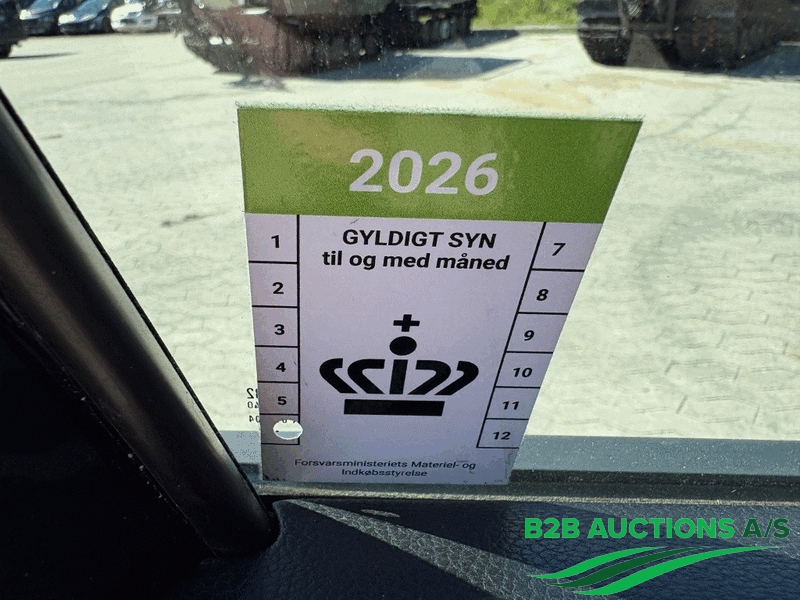 2026
GYLDIGT SYN
til og med måned
1
2
3
4
5
7
8
9
10
11
12
Forsvarsministeriets Materiel- og
Indkøbsstyrelse
B2B AUCTIONS A/S